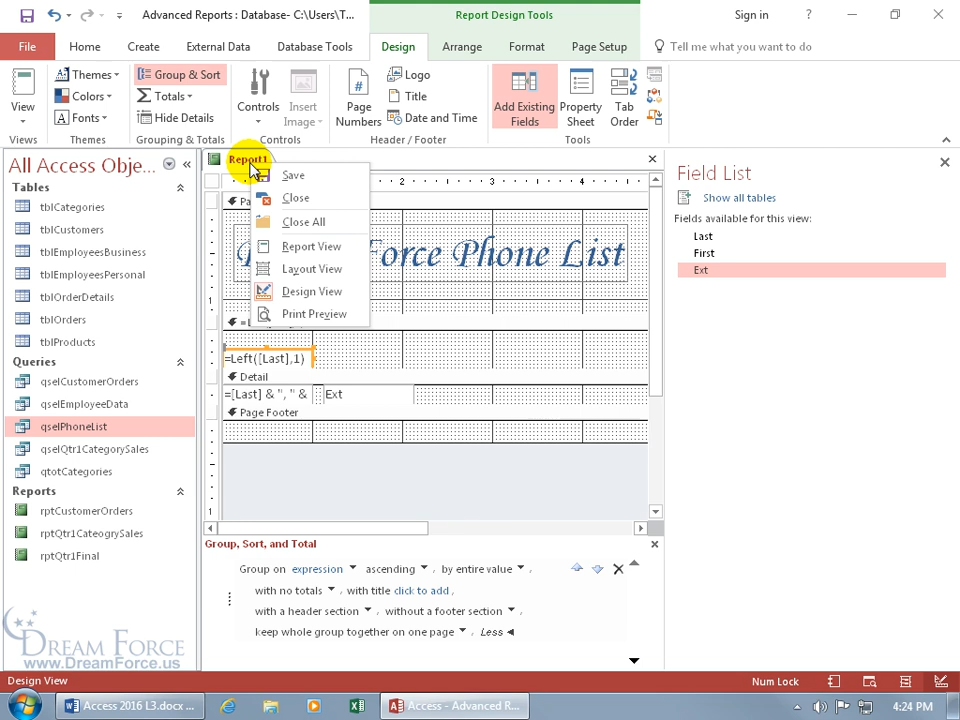 Advanced Reports : Database- C:\Users\T...
Report Design Tools
Sign in
?
File
Home
Create
External Data
Database Tools
Design
Arrange
Format
Page Setup
Tell me what you want to do
View
Themes
Colors
Fonts
Group & Sort
Totals
Hide Details
Controls
Insert
Image
Page
Numbers
Logo
Title
Date and Time
Add Existing
Fields
Property
Sheet
Tab
Order
Views
Themes
Grouping & Totals
Controls
Header / Footer
Tools
All Access Obje...
Tables
tblCategories
tblCustomers
tblEmployeesBusiness
tblEmployeesPersonal
tblOrderDetails
tblOrders
tblProducts
Queries
qselCustomerOrders
qselEmployeeData
qselPhoneList
qselQtr1CategorySales
qtotCategories
Reports
rptCustomerOrders
rptQtr1CateogrySales
rptQtr1Final
DREAM FORCE
www.DreamForce.us
Report1
Save
Close
Close All
Report View
Layout View
Design View
Print Preview
2 3 4
1
Force Phone List
=Left([Last],1)
Detail
=[Last] & ", " &
Ext
Page Footer
1
Group, Sort, and Total
Group on expression ascending , by entire value ,
with no totals , with title click to add ,
with a header section , without a footer section ,
keep whole group together on one page , Less
Field List
Show all tables
Fields available for this view:
Last
First
Ext
Design View
Num Lock
Access 2016 L3.docx ...
Access - Advanced R...
4:24 PM